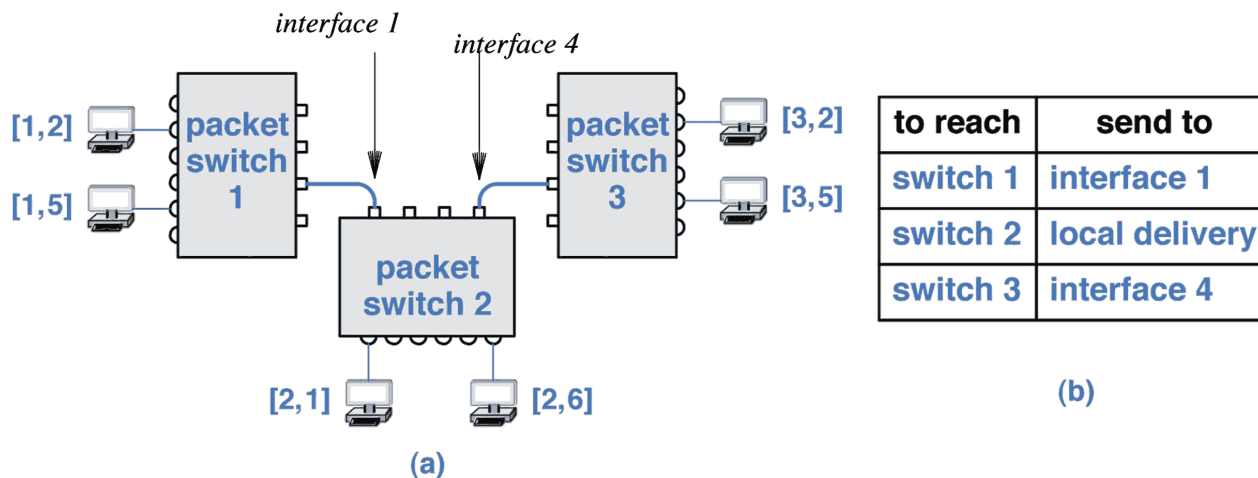 interface 1
interface 4
[1,2]
[1,5]
packet
switch
1
packet
switch
3
[3,2]
[3,5]
packet
switch 2
[2,1]
[2,6]
(a)
to reach send to
switch 1 interface 1
switch 2 local delivery
switch 3 interface 4
(b)